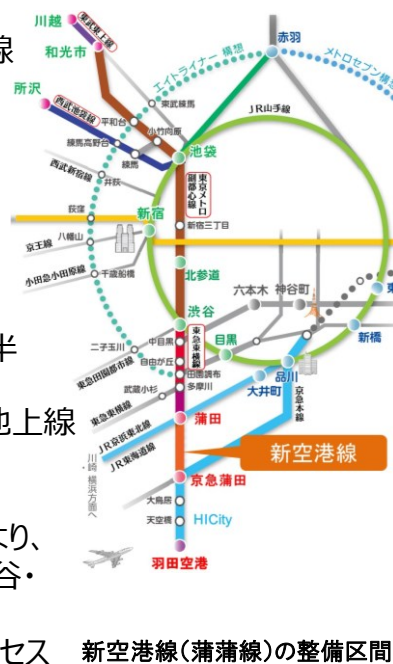 川越
和光市
東武東上線
線
所沢
西武池袋線
エイトライナー 構想
メトロセブン構想
赤羽
JR山手線
東武練馬
平和台
小竹向原
練馬高野台
練馬
池袋
西武新宿線
井荻
東京メトロ
副都心線
荻窪
新宿
新宿三丁目
京王線
八幡山
北参道
小田急小田原線
千歳船橋
六本木
神谷町
渋谷
東
新橋
半
二子玉川
中目黒
東急東横線
目黒
東急田園都市線
自由が丘
田園調布
品川
武蔵小杉
多摩川
大井町
京急本線
東急東横線
池上線
蒲田
JR京浜東北線
JR東海道線
川崎・横浜方面へ
新空港線
京急蒲田
大鳥居
より、
天空橋
HICity
谷・
羽田空港
セス
新空港線(蒲蒲線)の整備区間